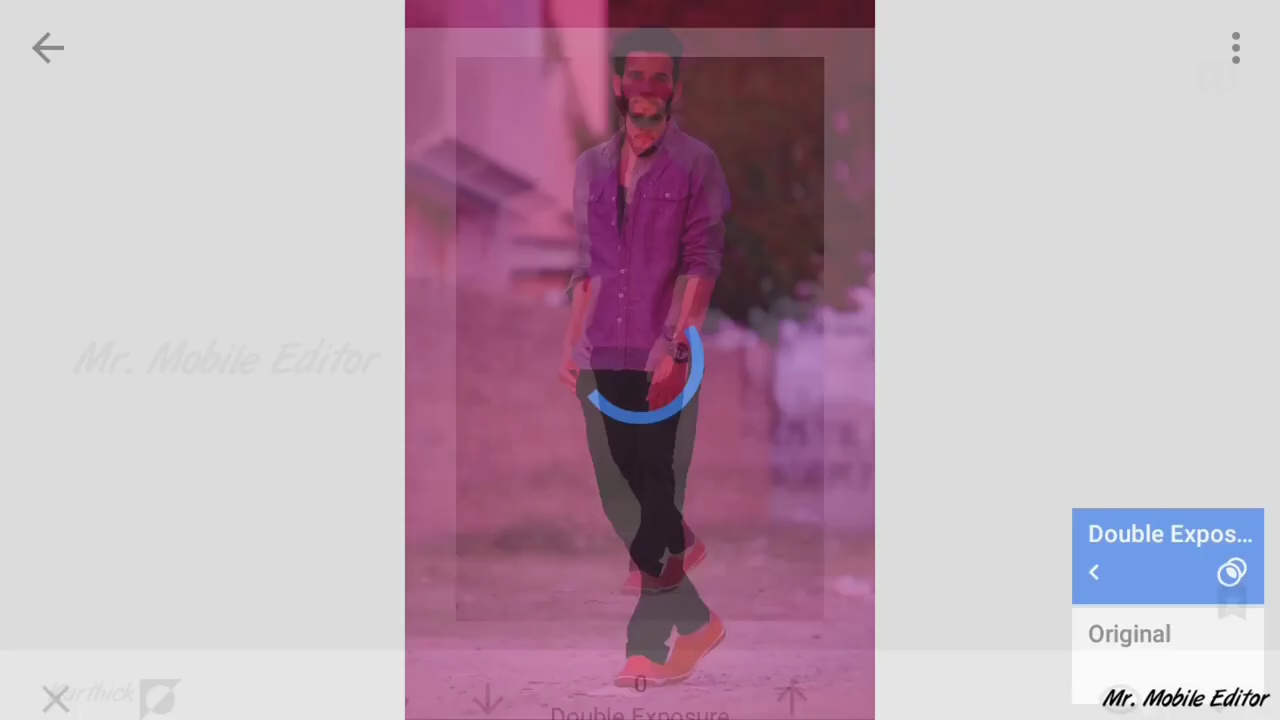 Mr. Mobile Editor
Double Expos...
Original
Mr. Mobile Editor
0
Double Exposure